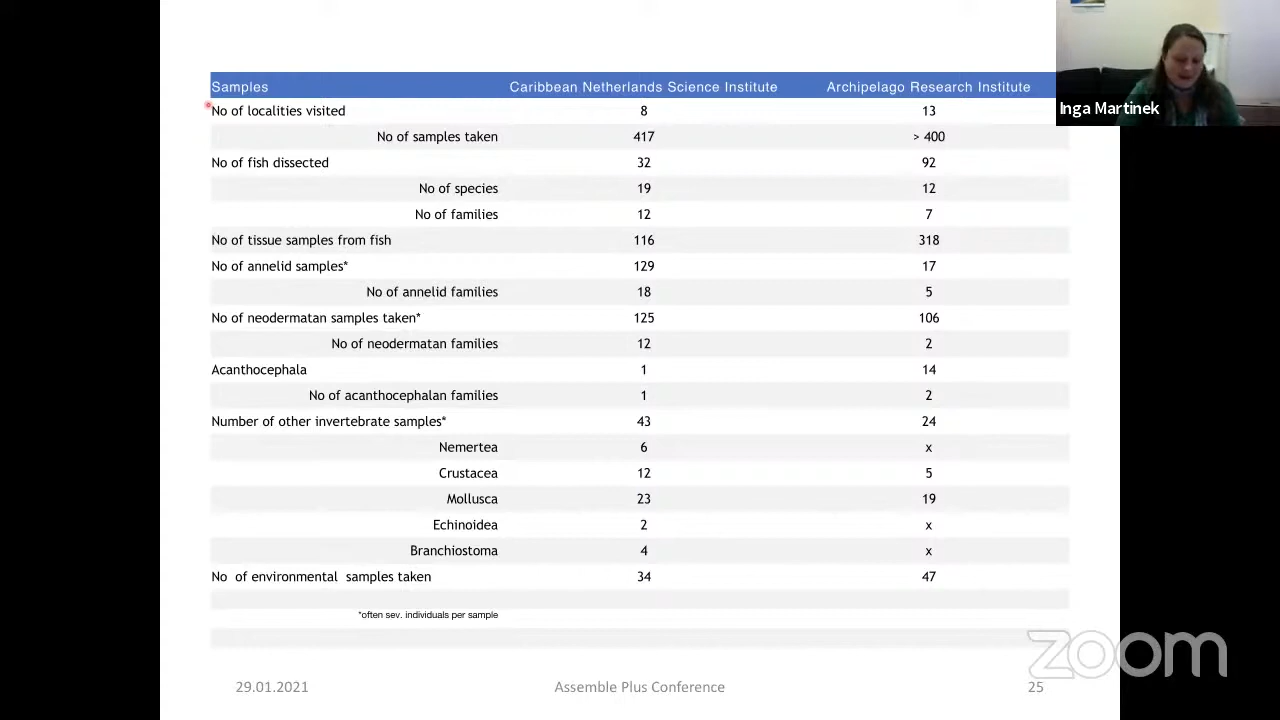 Samples Caribbean Netherlands Science Institute Archipelago Research Institute
Inga Martinek
No of localities visited 8 13
No of samples taken 417 > 400
No of fish dissected 32 92
No of species 19 12
No of families 12 7
No of tissue samples from fish 116 318
No of annelid samples* 129 17
No of annelid families 18 5
No of neodermatan samples taken* 125 106
No of neodermatan families 12 2
Acanthocephala 1 14
No of acanthocephalan families 1 2
Number of other invertebrate samples* 43 24
Nemertea 6 x
Crustacea 12 5
Mollusca 23 19
Echinoidea 2 x
Branchiostoma 4 x
No of environmental samples taken 34 47
*often sev. individuals per sample
zoom
29.01.2021 Assemble Plus Conference 25